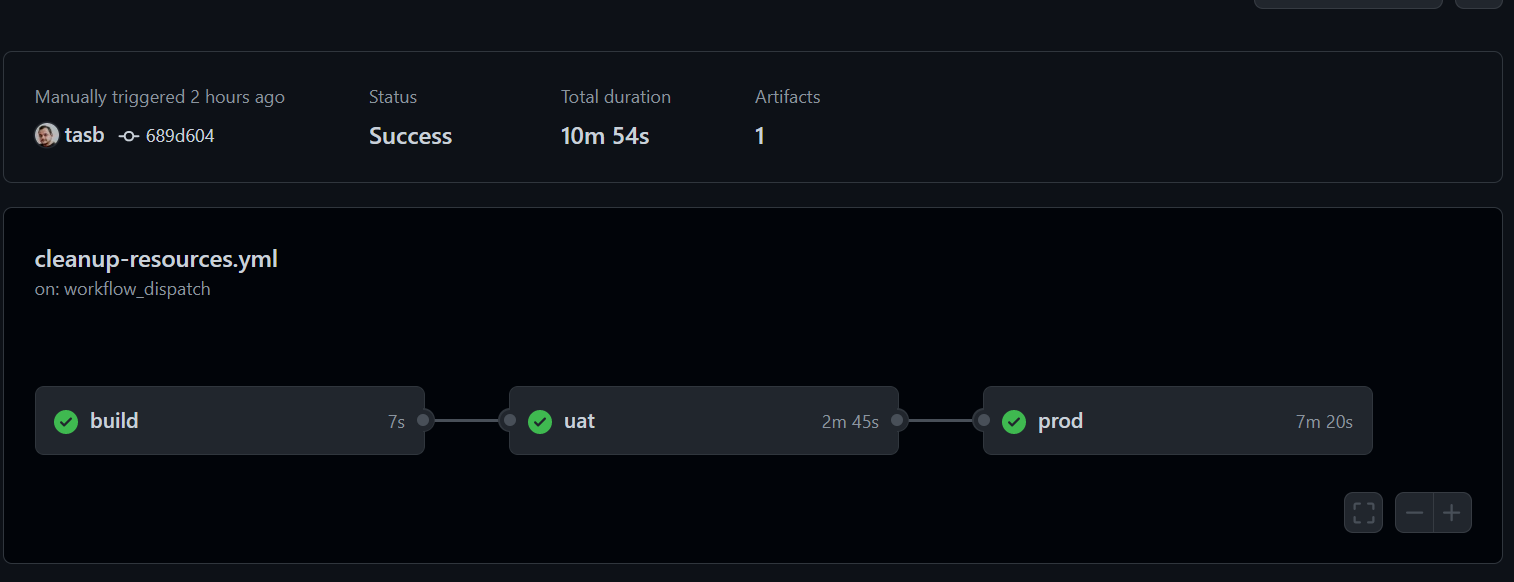 Manually triggered 2 hours ago
Status
Total duration
Artifacts
tasb 689d604
Success
10m 54s
1
cleanup-resources.yml
on: workflow_dispatch
build 7s
uat 2m 45s
prod 7m 20s